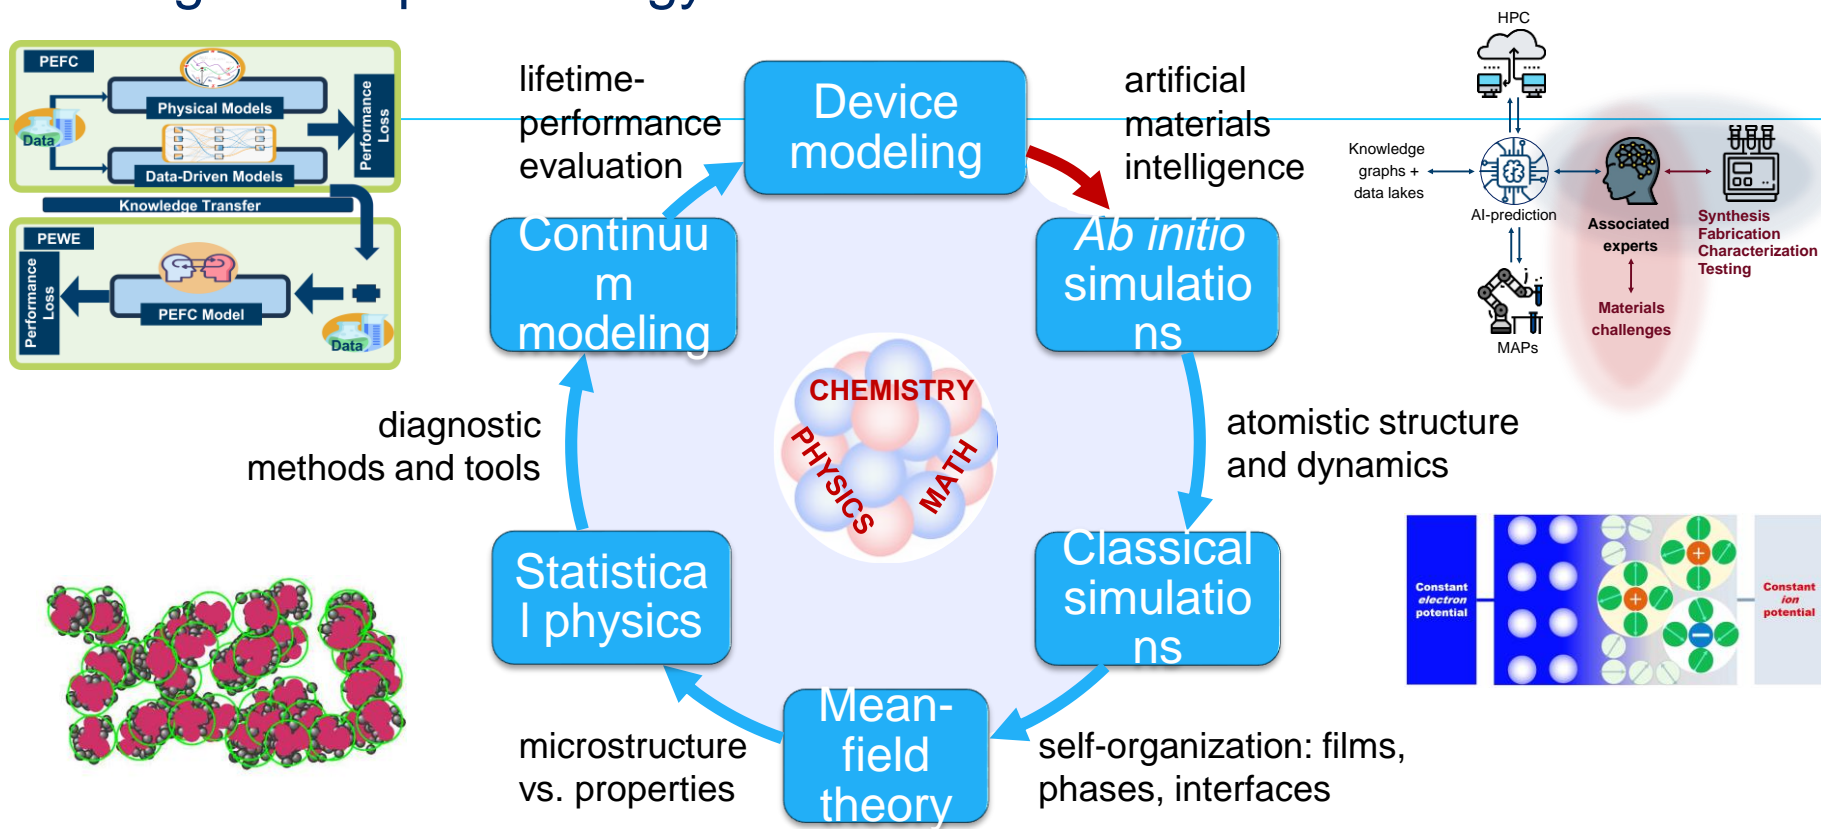 HPC
PEFC
Physical Models
Data
Data-Driven Models
Performance
Loss
Knowledge Transfer
PEWE
Performance
Loss
PEFC Model
Data
lifetime-
performance
evaluation
Device
modeling
artificial
materials
intelligence
Knowledge
graphs +
data lakes
AI-prediction
Associated
experts
Synthesis
Fabrication
Characterization
Testing
MAPs
Materials
challenges
Continuu
m
modeling
Ab initio
simulatio
ns
CHEMISTRY
PHYSICS
MATH
diagnostic
methods and tools
atomistic structure
and dynamics
Statistica
l physics
Classical
simulatio
ns
Constant
electron
potential
+
+
Constant
ion
potential
microstructure
vs. properties
Mean-
field
theory
self-organization: films,
phases, interfaces